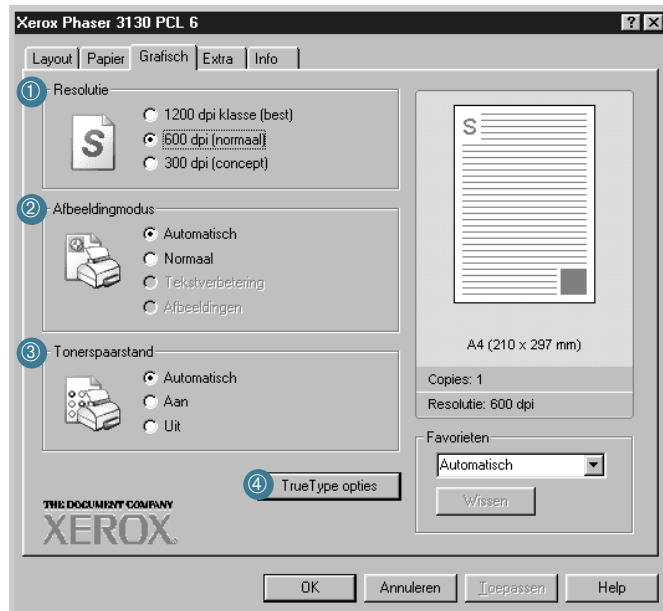 Xerox Phaser 3130 PCL 6
Layout Papier Grafisch Extra Info
① Resolutie
1200 dpi klasse (best)
600 dpi (normaal)
300 dpi (concept)
S
② Afbeeldingmodus
Automatisch
Normaal
Tekstverbetering
Afbeeldingen
③ Tonerspaarstand
Automatisch
Aan
Uit
④ TrueType opties
S
A4 (210 x 297 mm)
Copies: 1
Resolutie: 600 dpi
Favorieten
Automatisch
Wissen
THE DOCUMENT COMPANY
XEROX
OK Annuleren Toepassen Help